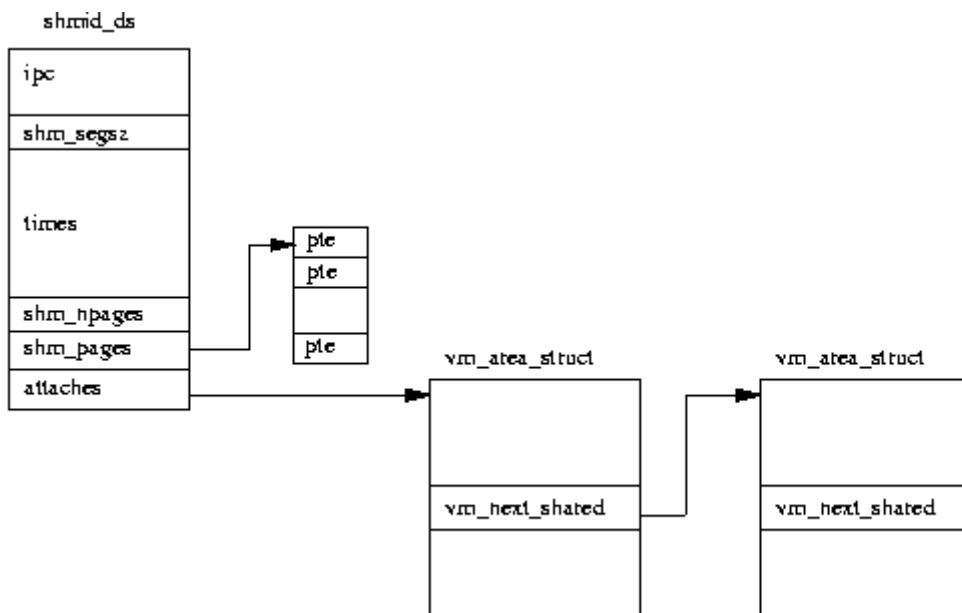 shmid_ds
ipc
shm_segsz
times
shm_npages
shm_pages
attaches
pte
pte
pte
vm_area_struct
vm_next_shared
vm_area_struct
vm_next_shared